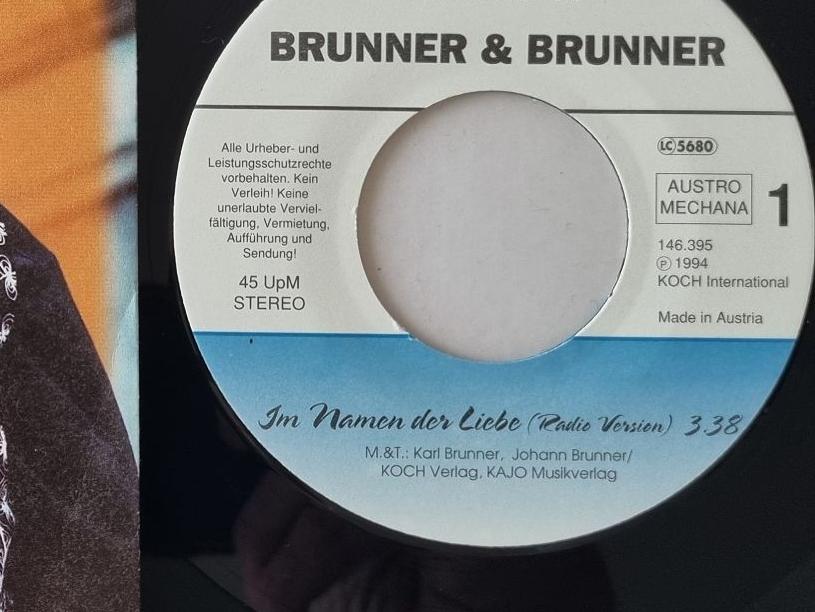 BRUNNER & BRUNNER
Alle Urheber- und
Leistungsschutzrechte
vorbehalten. Kein
Verleih! Keine
unerlaubte Verviel-
fältigung, Vermietung,
Aufführung und
Sendung!
45 UpM
STEREO
LC 5680
AUSTRO
MECHANA
1
146.395
Ⓟ 1994
KOCH International
Made in Austria
Im Namen der Liebe (Radio Version) 3.38
M.&T.: Karl Brunner, Johann Brunner/
KOCH Verlag, KAJO Musikverlag